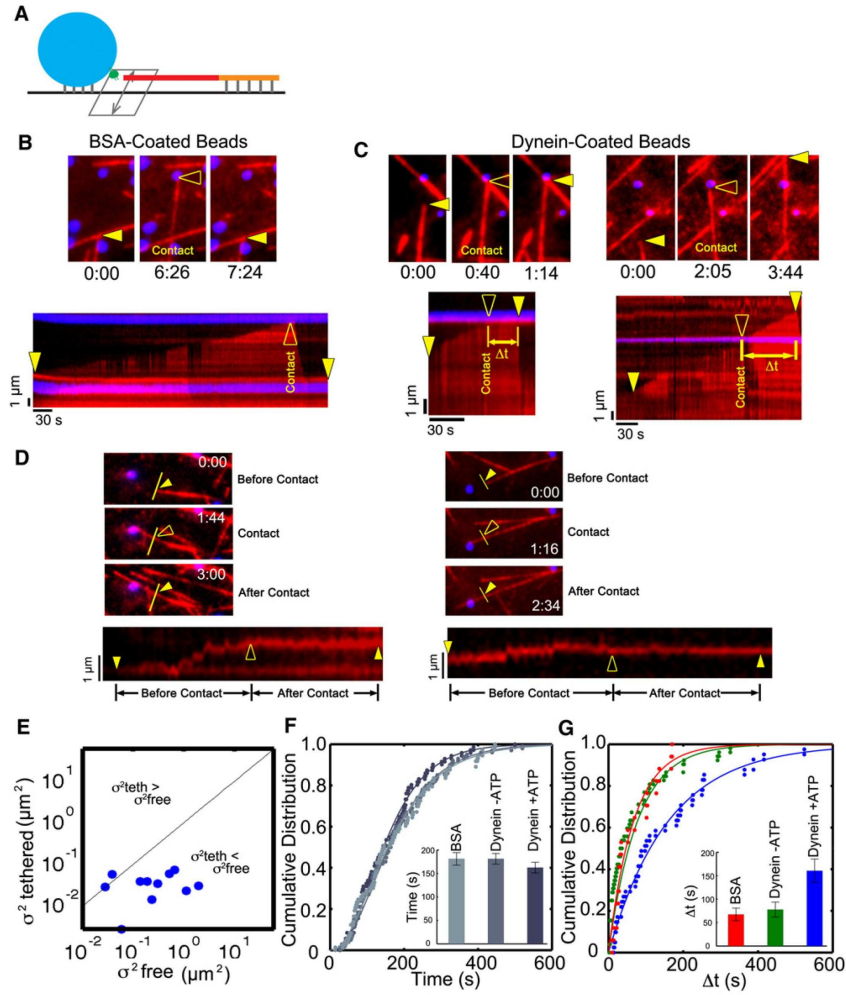 A
B
BSA-Coated Beads
C
Dynein-Coated Beads
Contact
0:00
6:26
7:24
Contact
0:00
0:40
1:14
Contact
0:00
2:05
3:44
Contact
1 µm
30 s
Contact
Δt
1 µm
30 s
Contact
Δt
1 µm
30 s
D
0:00
Before Contact
1:44
Contact
3:00
After Contact
1 µm
Before Contact
After Contact
0:00
Before Contact
1:16
Contact
2:34
After Contact
1 µm
Before Contact
After Contact
E
σ² tethered (µm²)
10¹
10⁰
10⁻¹
10⁻²
σ²teth >
σ²free
σ²teth <
σ²free
10⁻² 10⁻¹ 10⁰ 10¹
σ²free (µm²)
F
Cumulative Distribution
1.0
0.8
0.6
0.4
0.2
0
0 200 400 600
Time (s)
Time (s)
200
150
100
50
0
BSA
Dynein -ATP
Dynein +ATP
G
Cumulative Distribution
1.0
0.8
0.6
0.4
0.2
0
0 200 400 600
Δt (s)
Δt (s)
200
150
100
50
0
BSA
Dynein -ATP
Dynein +ATP